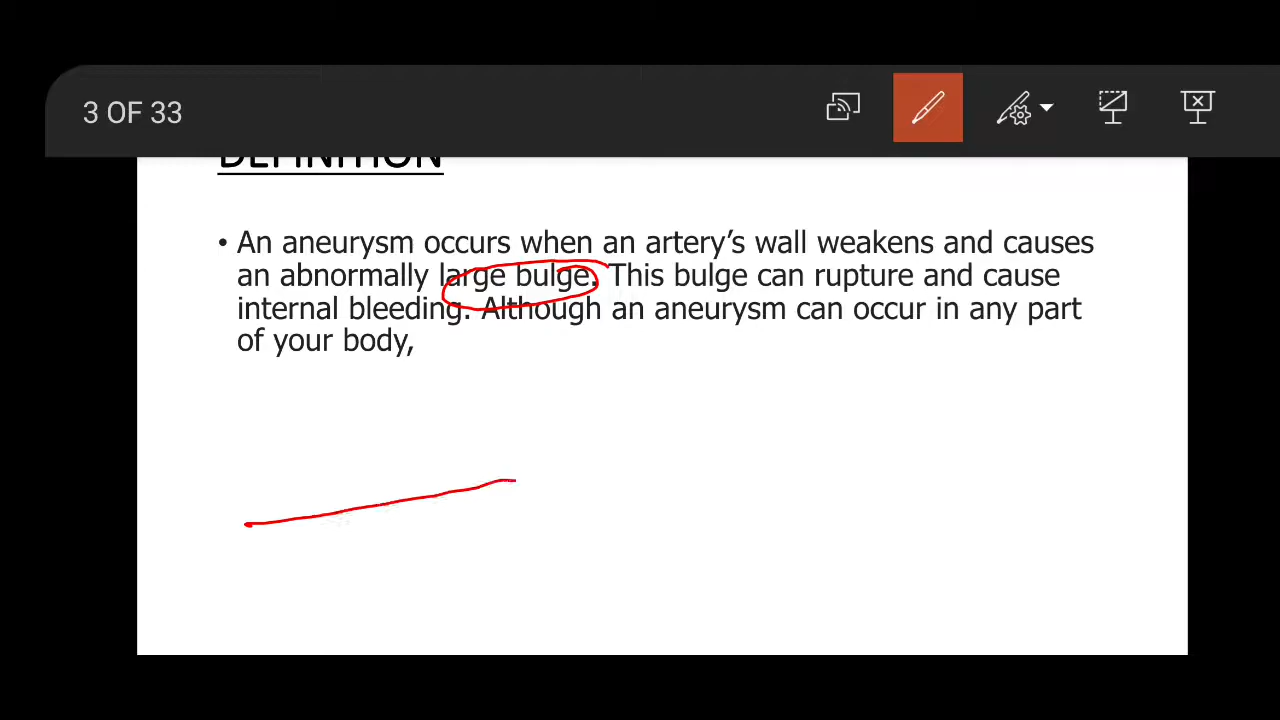 3 OF 33
DEFINITION
• An aneurysm occurs when an artery’s wall weakens and causes
an abnormally large bulge. This bulge can rupture and cause
internal bleeding. Although an aneurysm can occur in any part
of your body,